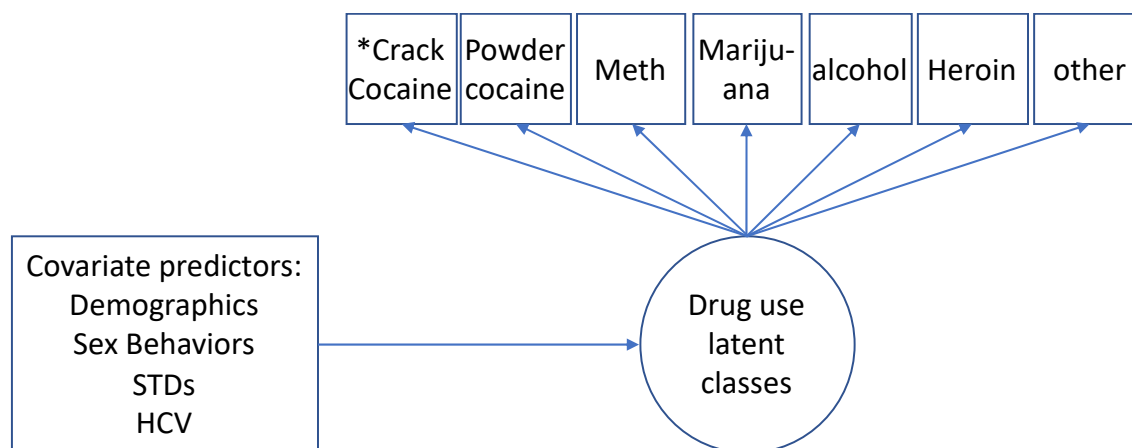 *Crack
Cocaine
Powder
cocaine
Meth
Mariju-
ana
alcohol
Heroin
other
Covariate predictors:
Demographics
Sex Behaviors
STDs
HCV
Drug use
latent
classes